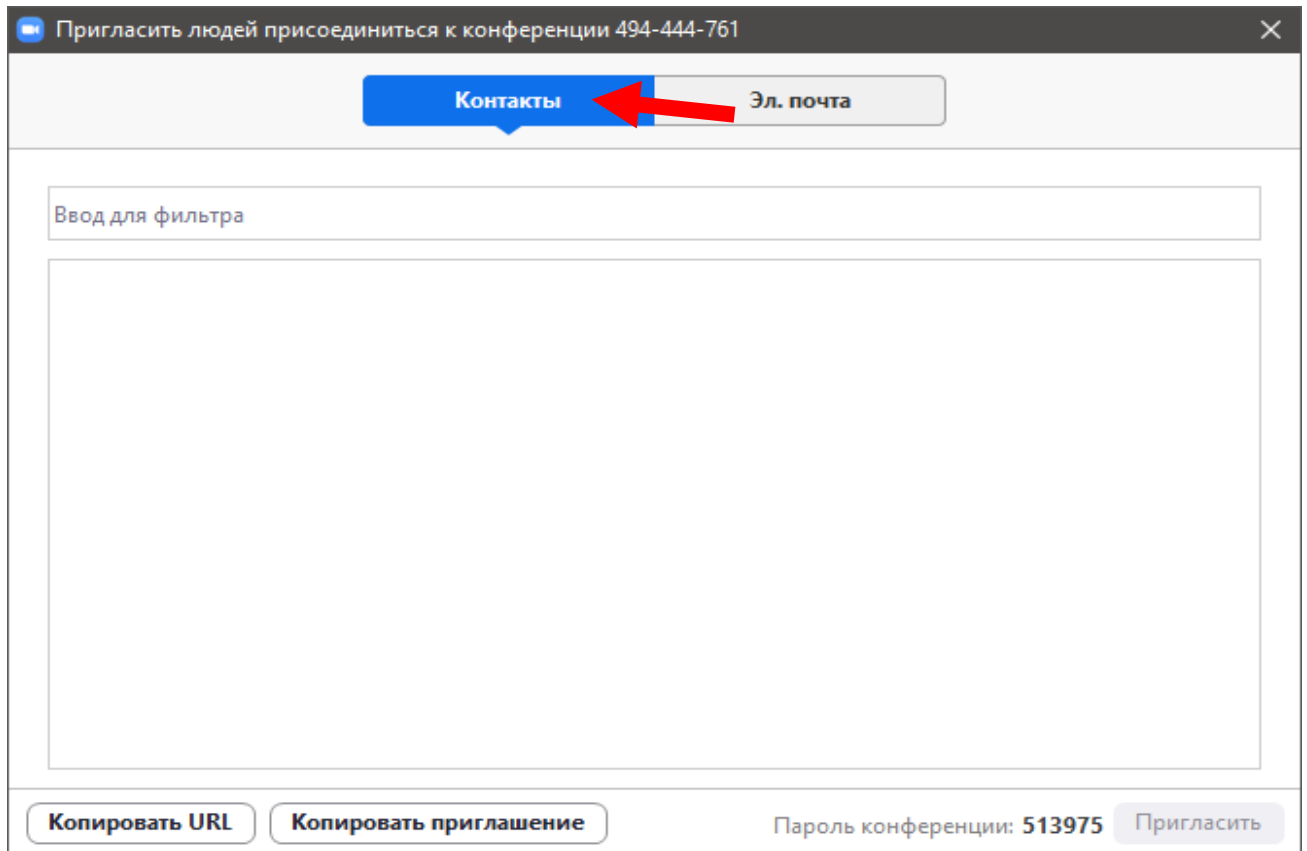 Пригласить людей присоединиться к конференции 494-444-761
Контакты
Эл. почта
Ввод для фильтра
Копировать URL
Копировать приглашение
Пароль конференции: 513975
Пригласить